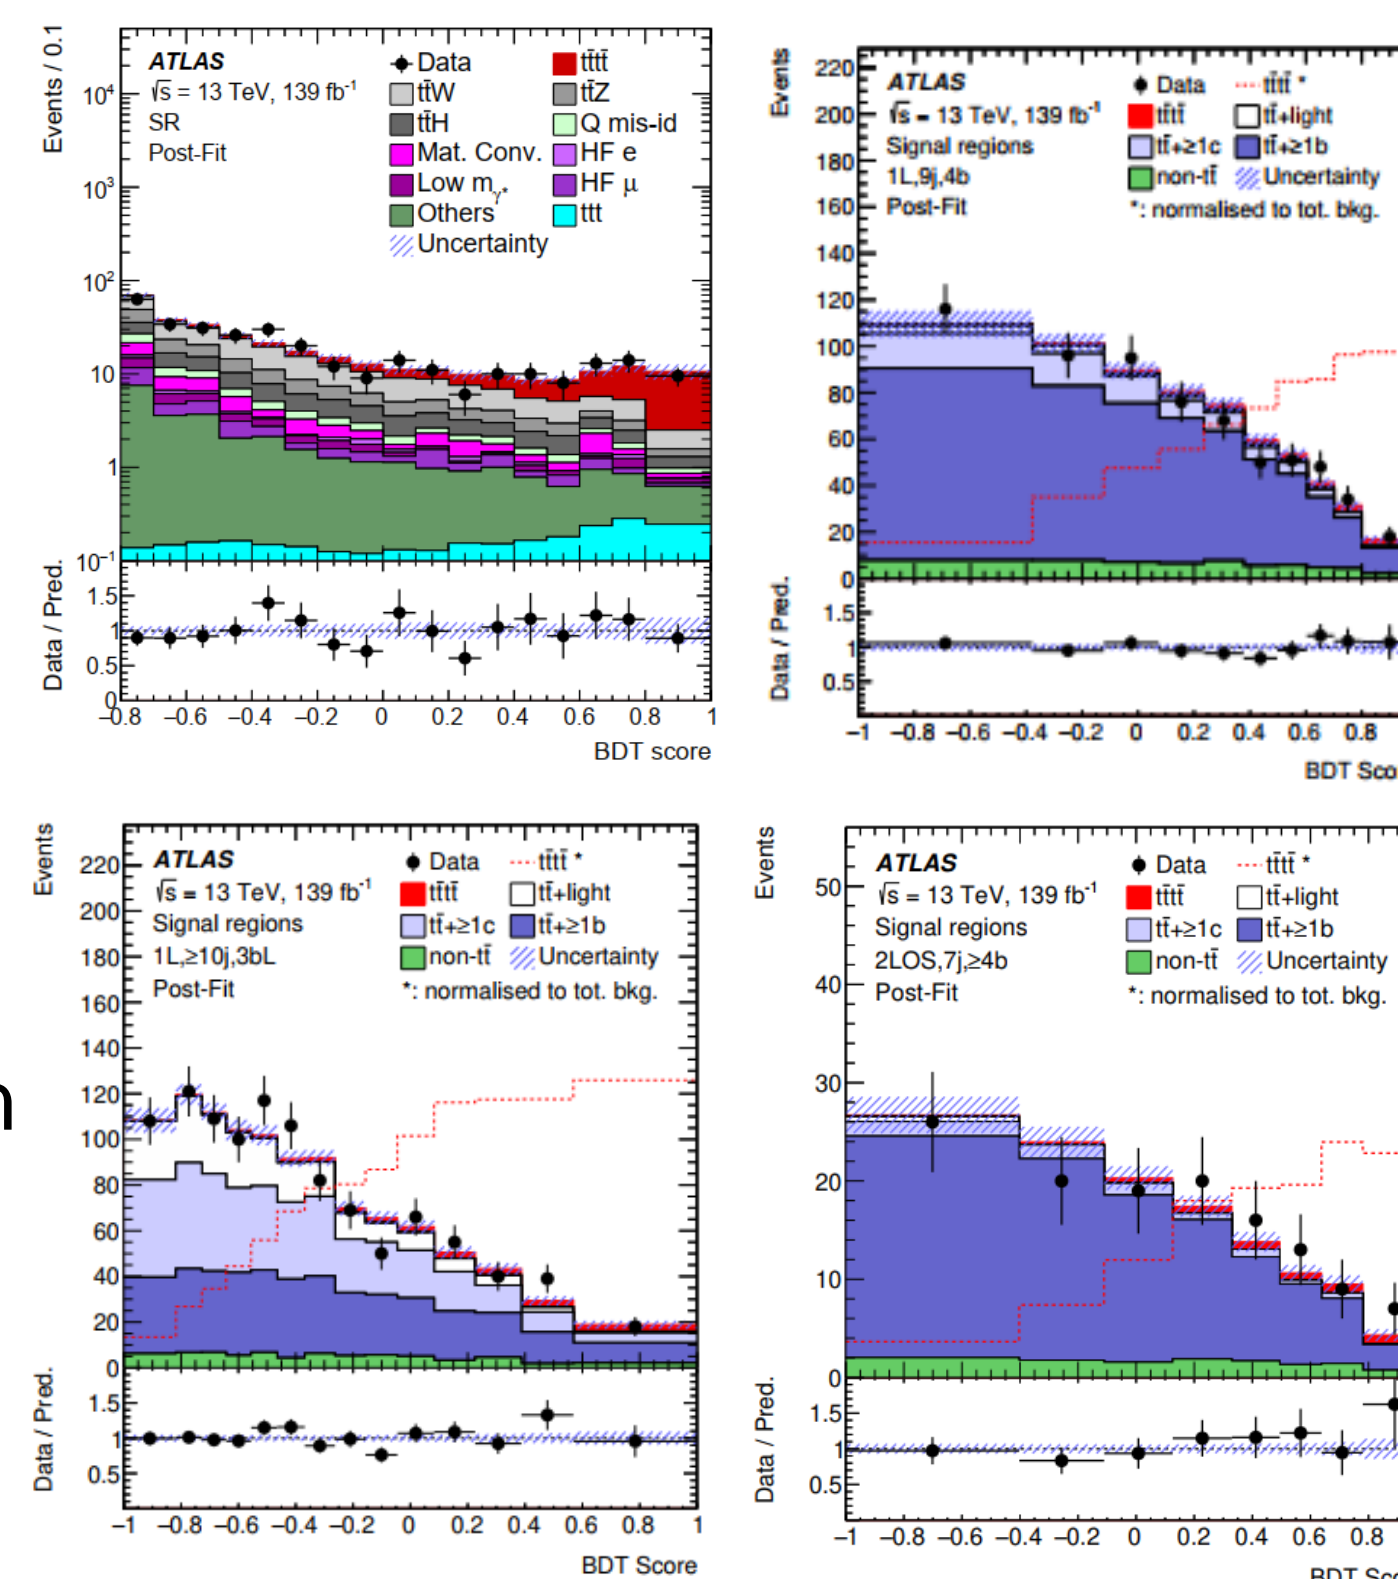 Events / 0.1
ATLAS
√s = 13 TeV, 139 fb⁻¹
SR
Post-Fit
Data
tt̄tt̄
tt̄W
tt̄Z
tt̄H
Q mis-id
Mat. Conv.
HF e
Low mγ*
HF μ
Others
ttt
Uncertainty
10⁴
10³
10²
10
1
10⁻¹
Data / Pred.
1.5
1
0.5
0
−0.8 −0.6 −0.4 −0.2 0 0.2 0.4 0.6 0.8 1
BDT score
Events
ATLAS
√s = 13 TeV, 139 fb⁻¹
Signal regions
1L,9j,4b
Post-Fit
Data
tt̄tt̄ *
tt̄tt̄
tt̄+light
tt̄+≥1c
tt̄+≥1b
non-tt̄
Uncertainty
*: normalised to tot. bkg.
220
200
180
160
140
120
100
80
60
40
20
0
Data / Pred.
1.5
1
0.5
−1 −0.8 −0.6 −0.4 −0.2 0 0.2 0.4 0.6 0.8
BDT Sco
n
Events
ATLAS
√s = 13 TeV, 139 fb⁻¹
Signal regions
1L,≥10j,3bL
Post-Fit
Data
tt̄tt̄ *
tt̄tt̄
tt̄+light
tt̄+≥1c
tt̄+≥1b
non-tt̄
Uncertainty
*: normalised to tot. bkg.
220
200
180
160
140
120
100
80
60
40
20
0
Data / Pred.
1.5
1
0.5
−1 −0.8 −0.6 −0.4 −0.2 0 0.2 0.4 0.6 0.8 1
BDT Score
Events
ATLAS
√s = 13 TeV, 139 fb⁻¹
Signal regions
2LOS,7j,≥4b
Post-Fit
Data
tt̄tt̄ *
tt̄tt̄
tt̄+light
tt̄+≥1c
tt̄+≥1b
non-tt̄
Uncertainty
*: normalised to tot. bkg.
50
40
30
20
10
0
Data / Pred.
1.5
1
0.5
−1 −0.8 −0.6 −0.4 −0.2 0 0.2 0.4 0.6 0.8